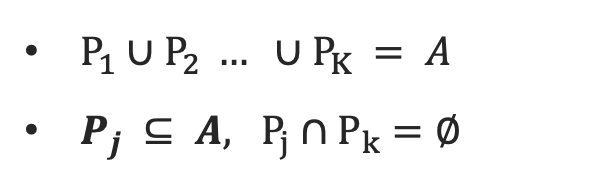 • P₁ ∪ P₂ … ∪ P_K = A
• P_j ⊆ A, P_j ∩ P_k = ∅